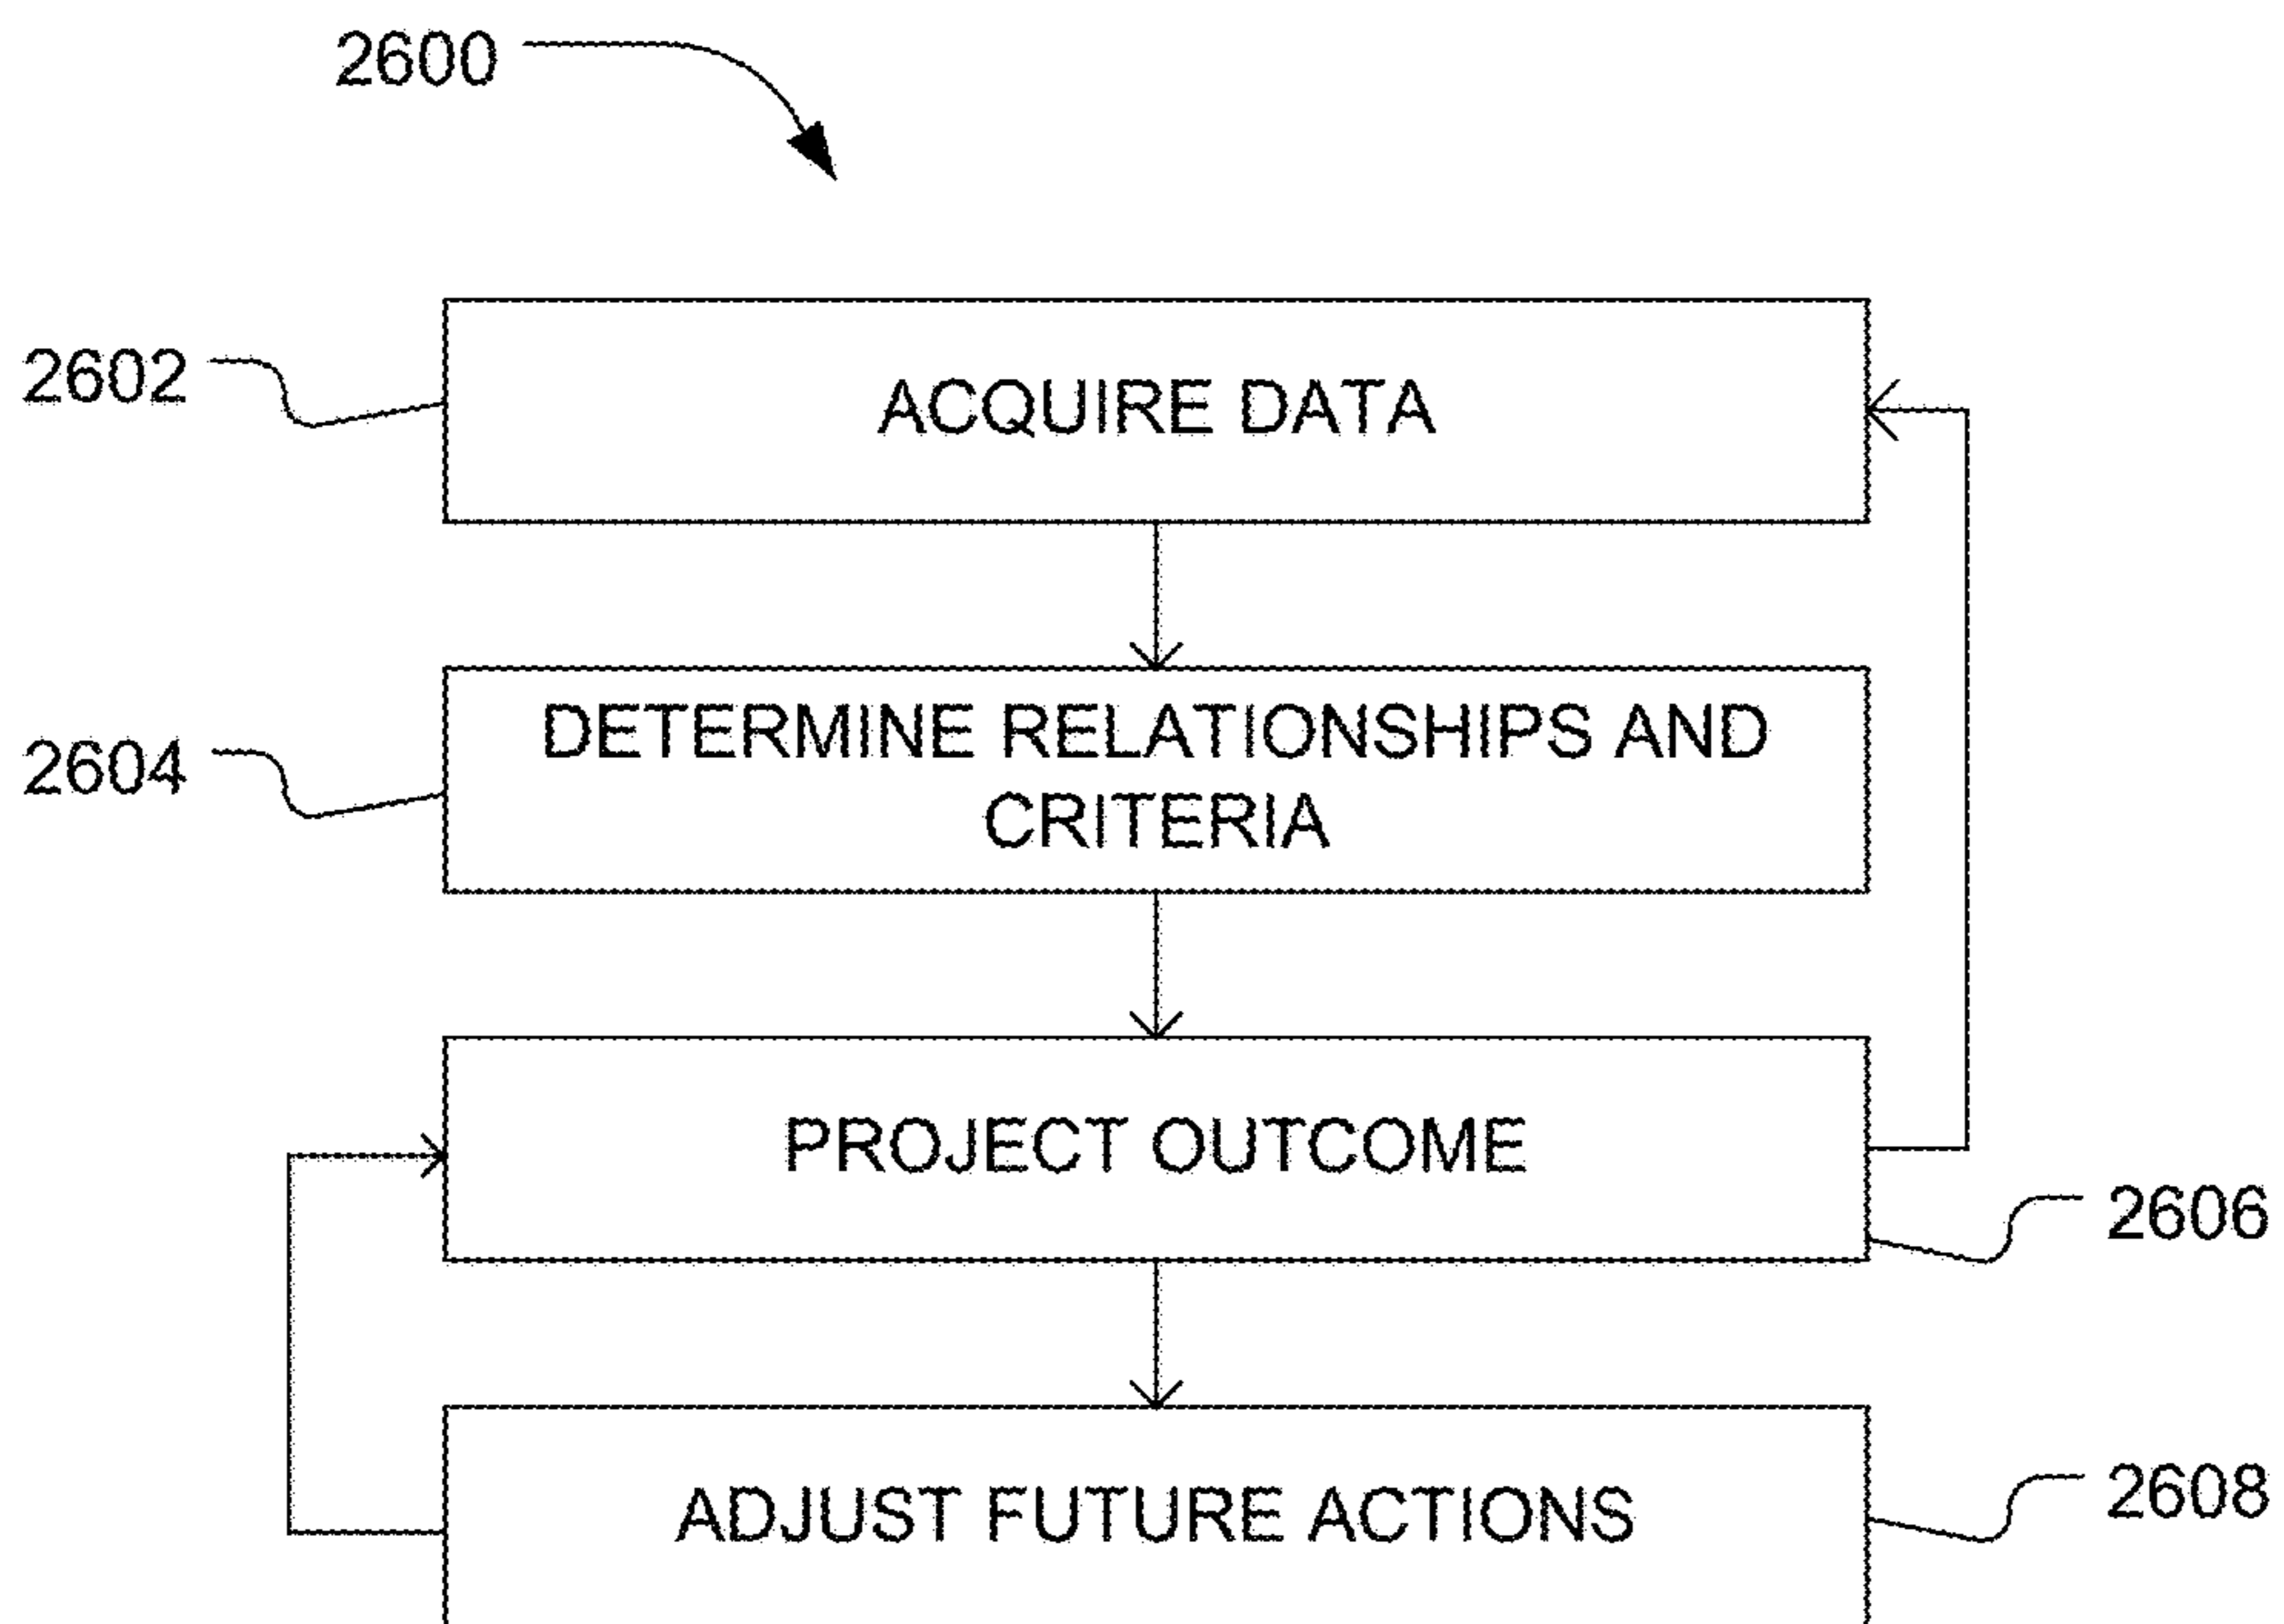 2600
2602
ACQUIRE DATA
2604
DETERMINE RELATIONSHIPS AND
CRITERIA
PROJECT OUTCOME
2606
ADJUST FUTURE ACTIONS
2608